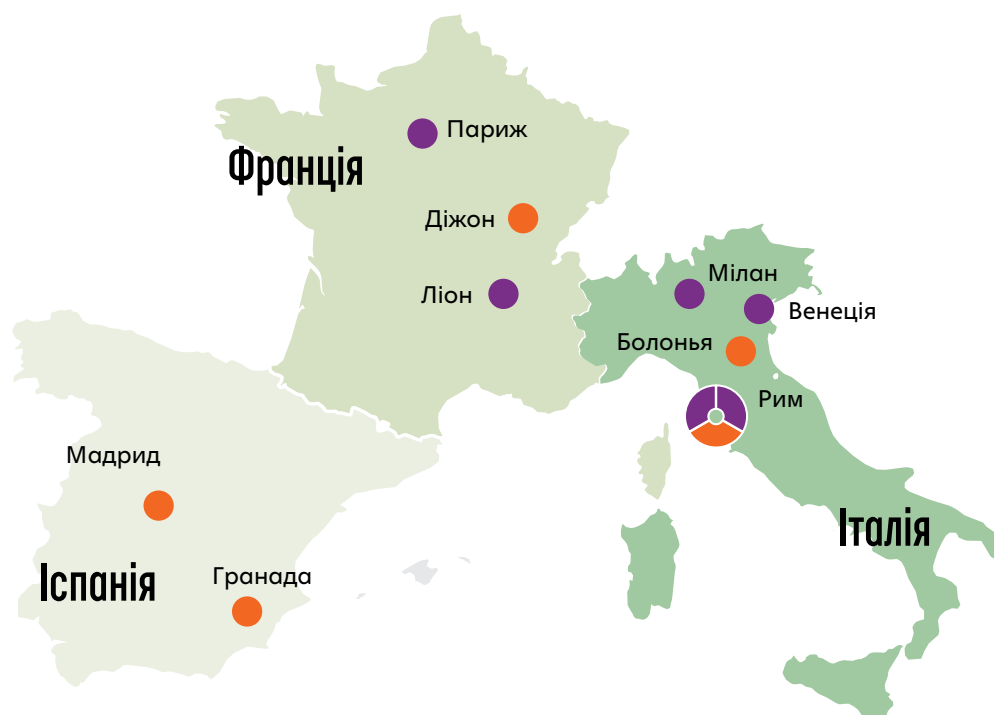 Париж
Франція
Діжон
Мілан
Ліон
Венеція
Болонья
Рим
Мадрид
Італія
Іспанія
Гранада